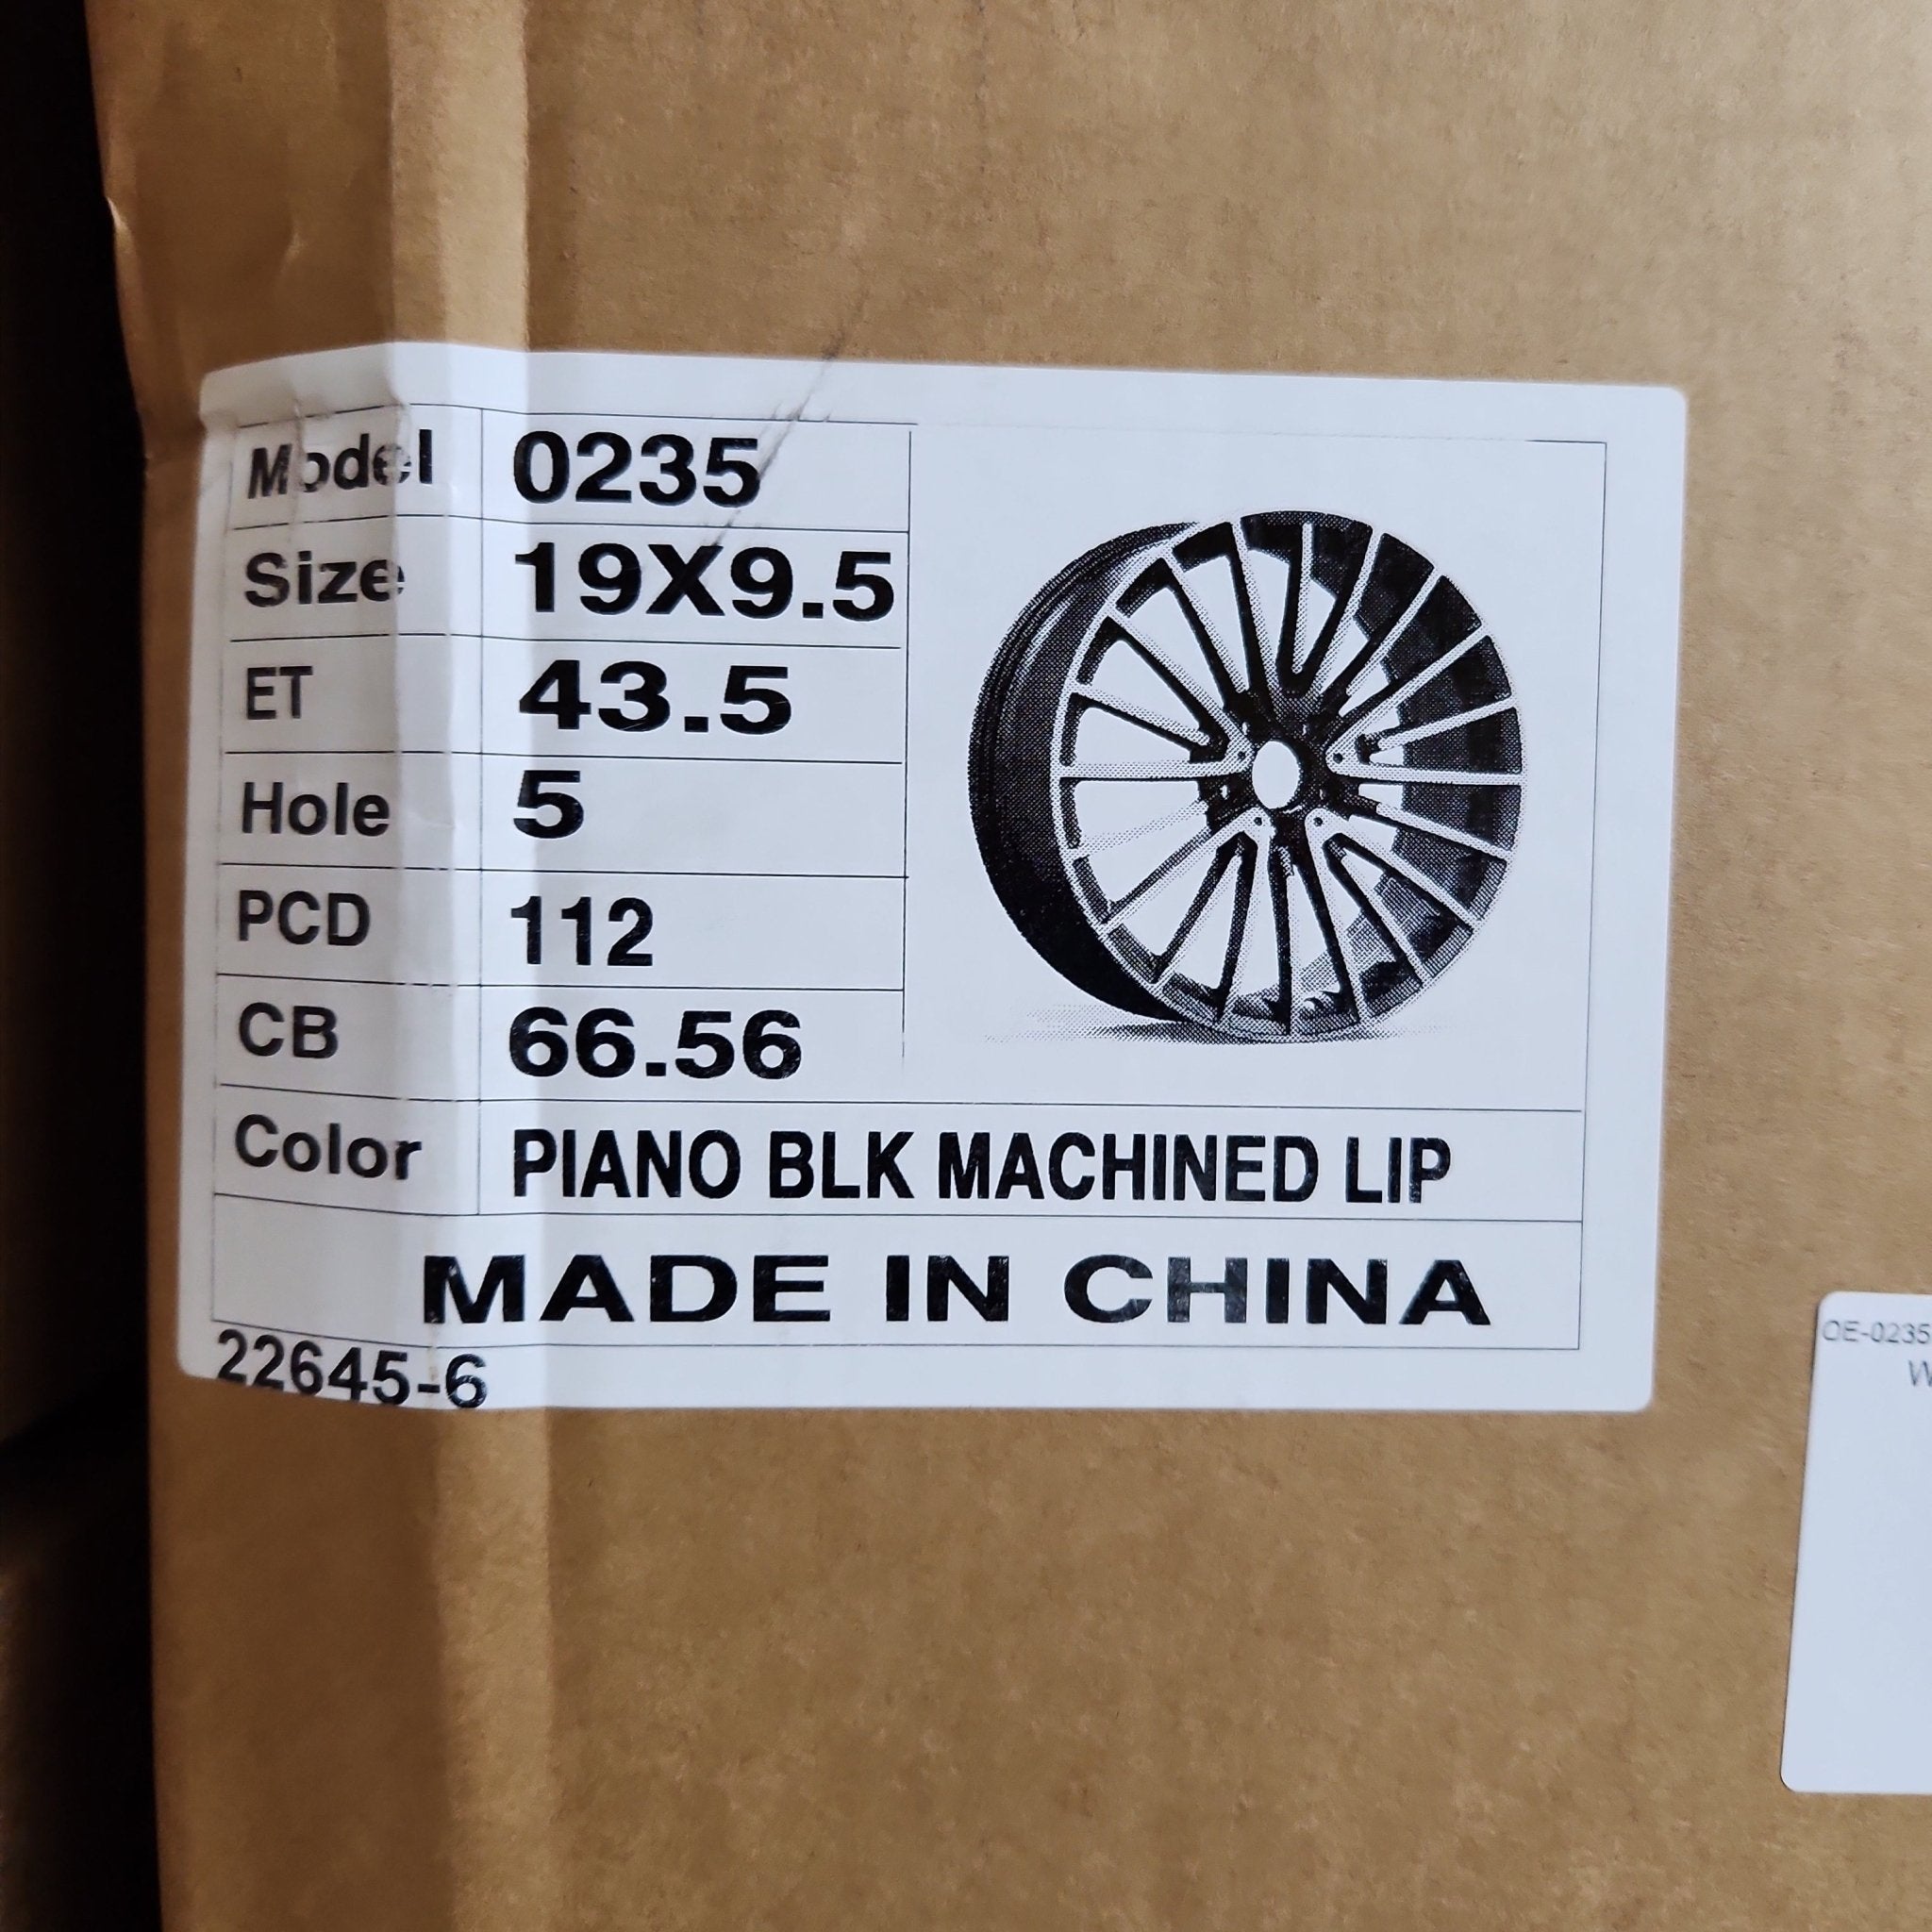 Model 0235
Size 19X9.5
ET 43.5
Hole 5
PCD 112
CB 66.56
Color PIANO BLK MACHINED LIP
MADE IN CHINA
22645-6
OE-0235